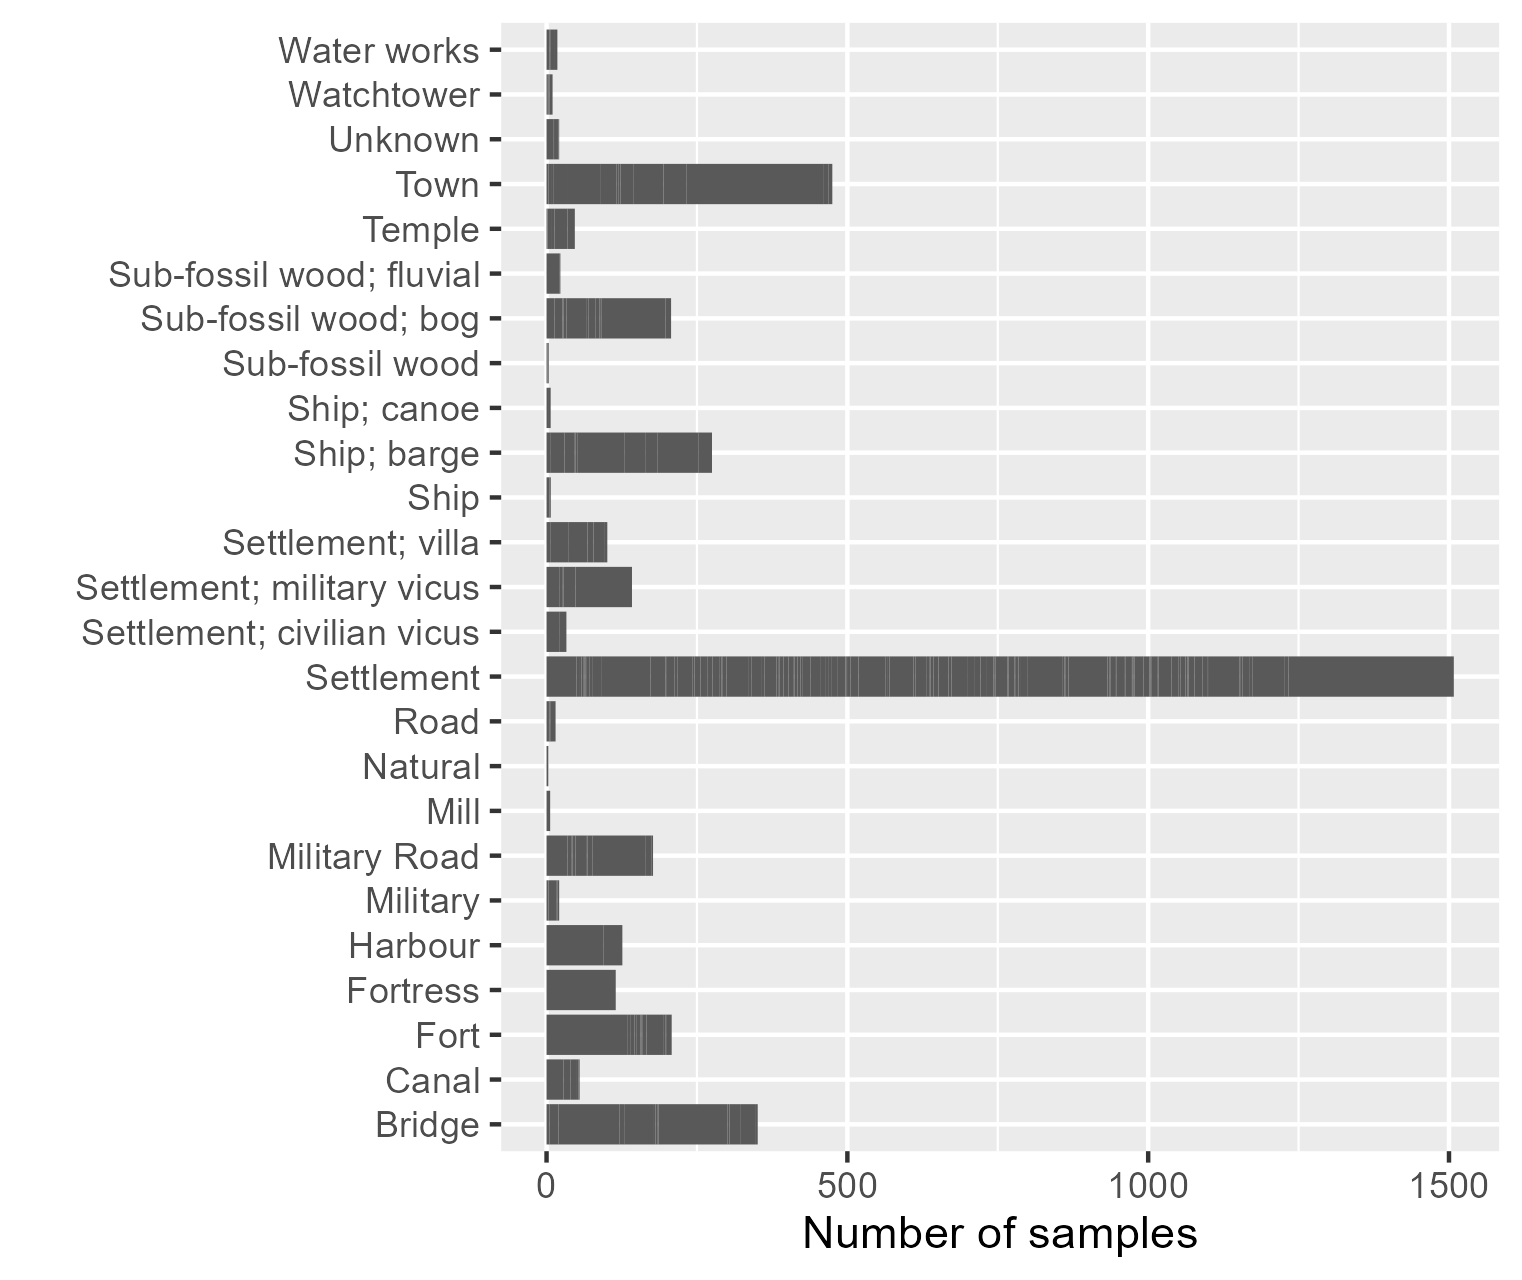 Water works
Watchtower
Unknown
Town
Temple
Sub-fossil wood; fluvial
Sub-fossil wood; bog
Sub-fossil wood
Ship; canoe
Ship; barge
Ship
Settlement; villa
Settlement; military vicus
Settlement; civilian vicus
Settlement
Road
Natural
Mill
Military Road
Military
Harbour
Fortress
Fort
Canal
Bridge
0 500 1000 1500
Number of samples